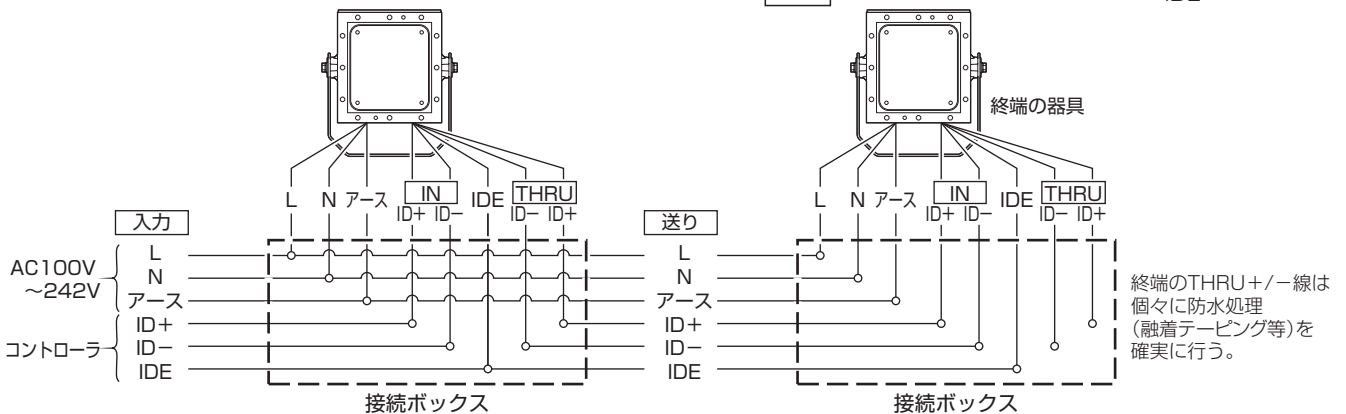 終端の器具
L N アース IN IDE THRU
ID+ ID− ID− ID+
L N アース IN IDE THRU
ID+ ID− ID− ID+
入力
送り
AC100V
〜242V
コントローラ
L
N
アース
ID+
ID−
IDE
L
N
アース
ID+
ID−
IDE
終端のTHRU+/−線は
個々に防水処理
(融着テーピング等)を
確実に行う。
接続ボックス
接続ボックス